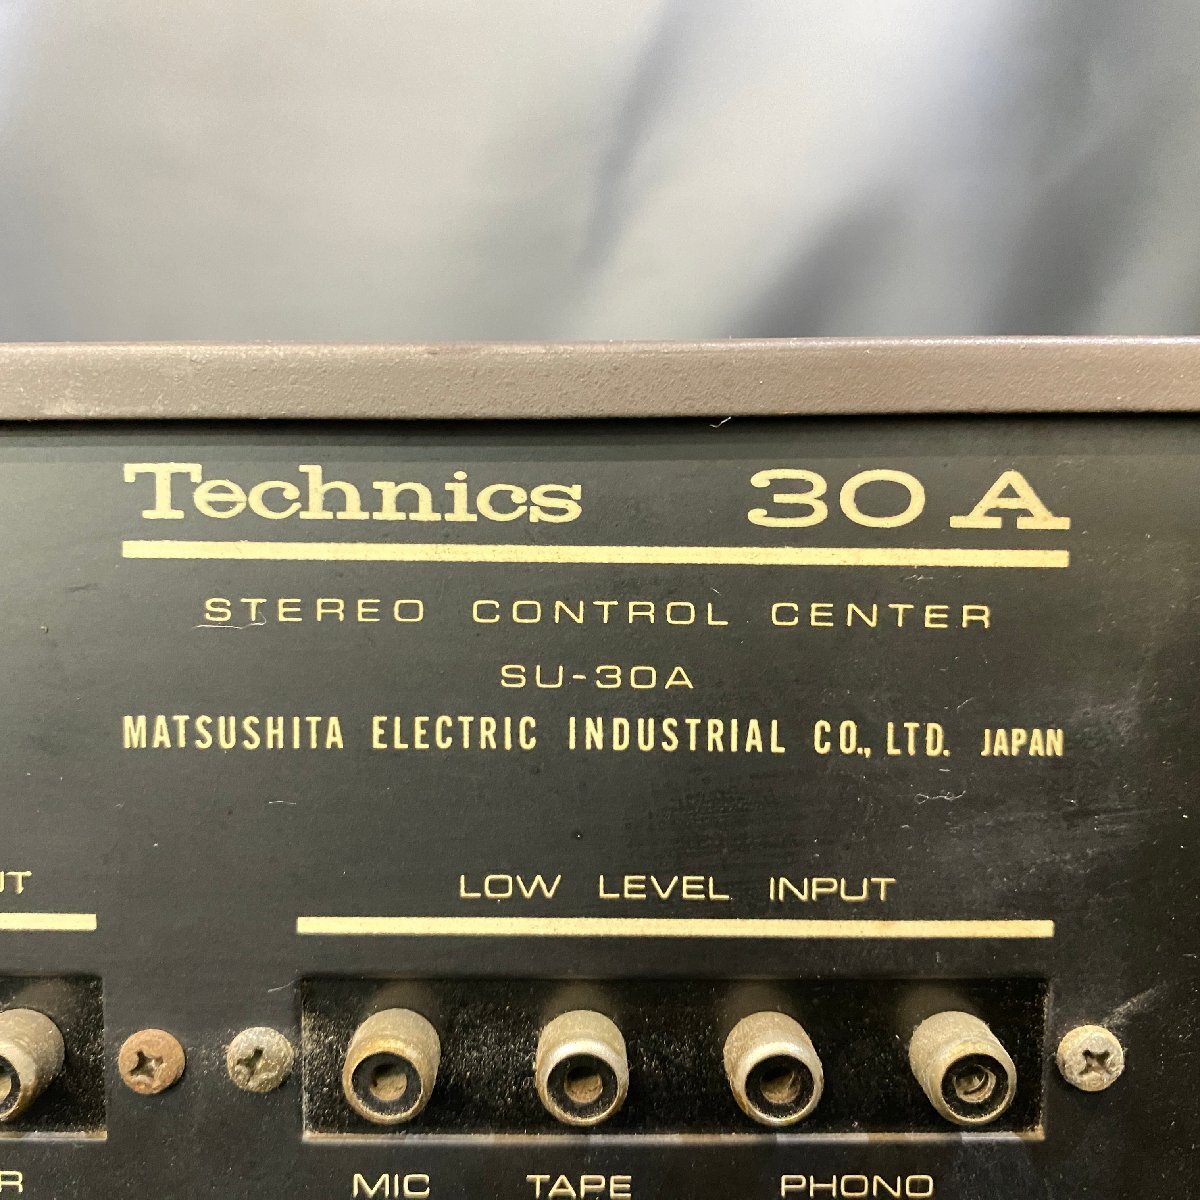 Technics 30A
STEREO CONTROL CENTER
SU-30A
MATSUSHITA ELECTRIC INDUSTRIAL CO., LTD. JAPAN
LOW LEVEL INPUT
MIC TAPE PHONO